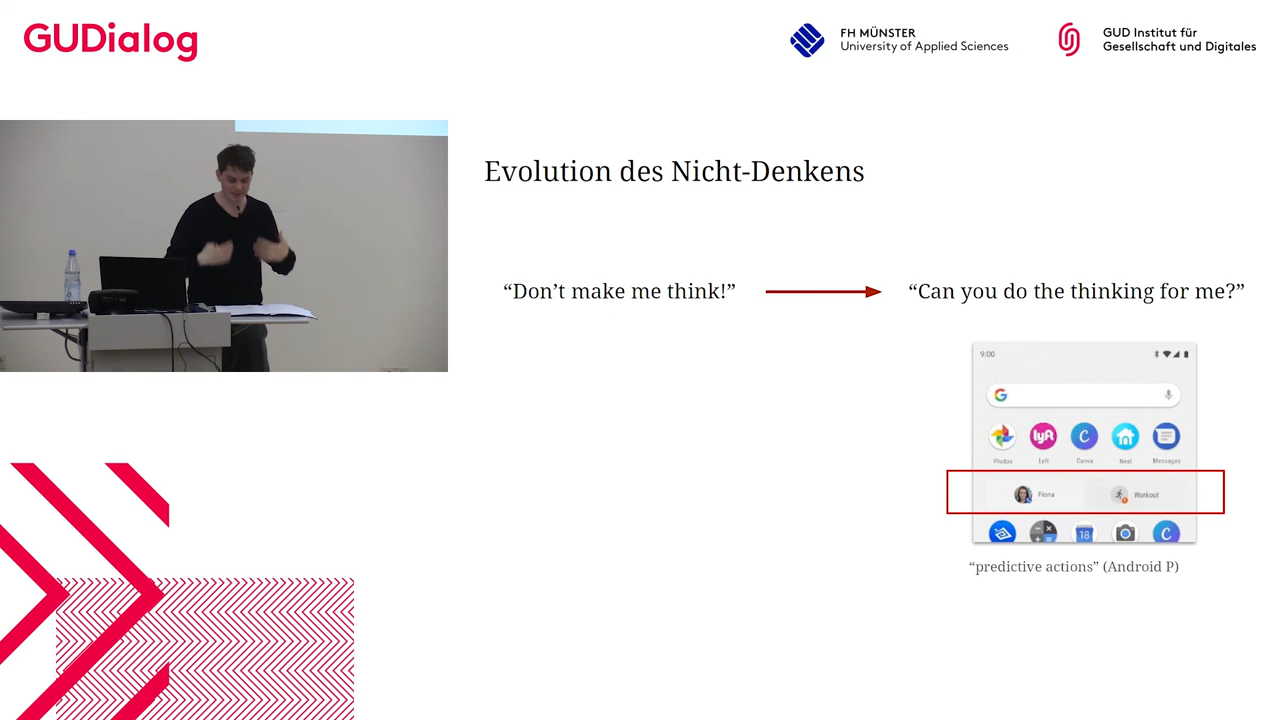 GUDialog
FH MÜNSTER
University of Applied Sciences
GUD Institut für
Gesellschaft und Digitales
Evolution des Nicht-Denkens
“Don’t make me think!”
“Can you do the thinking for me?”
9:00
G
Photos
Lyft
Canva
Nest
Messages
lyft
C
Fiona
Workout
18
C
“predictive actions” (Android P)